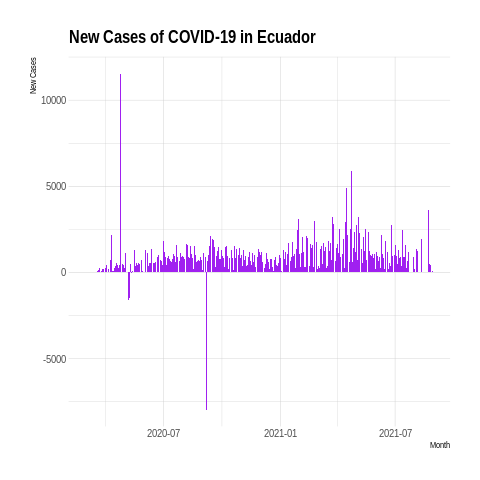 New Cases of COVID-19 in Ecuador
New Cases
10000
5000
0
-5000
2020-07
2021-01
2021-07
Month